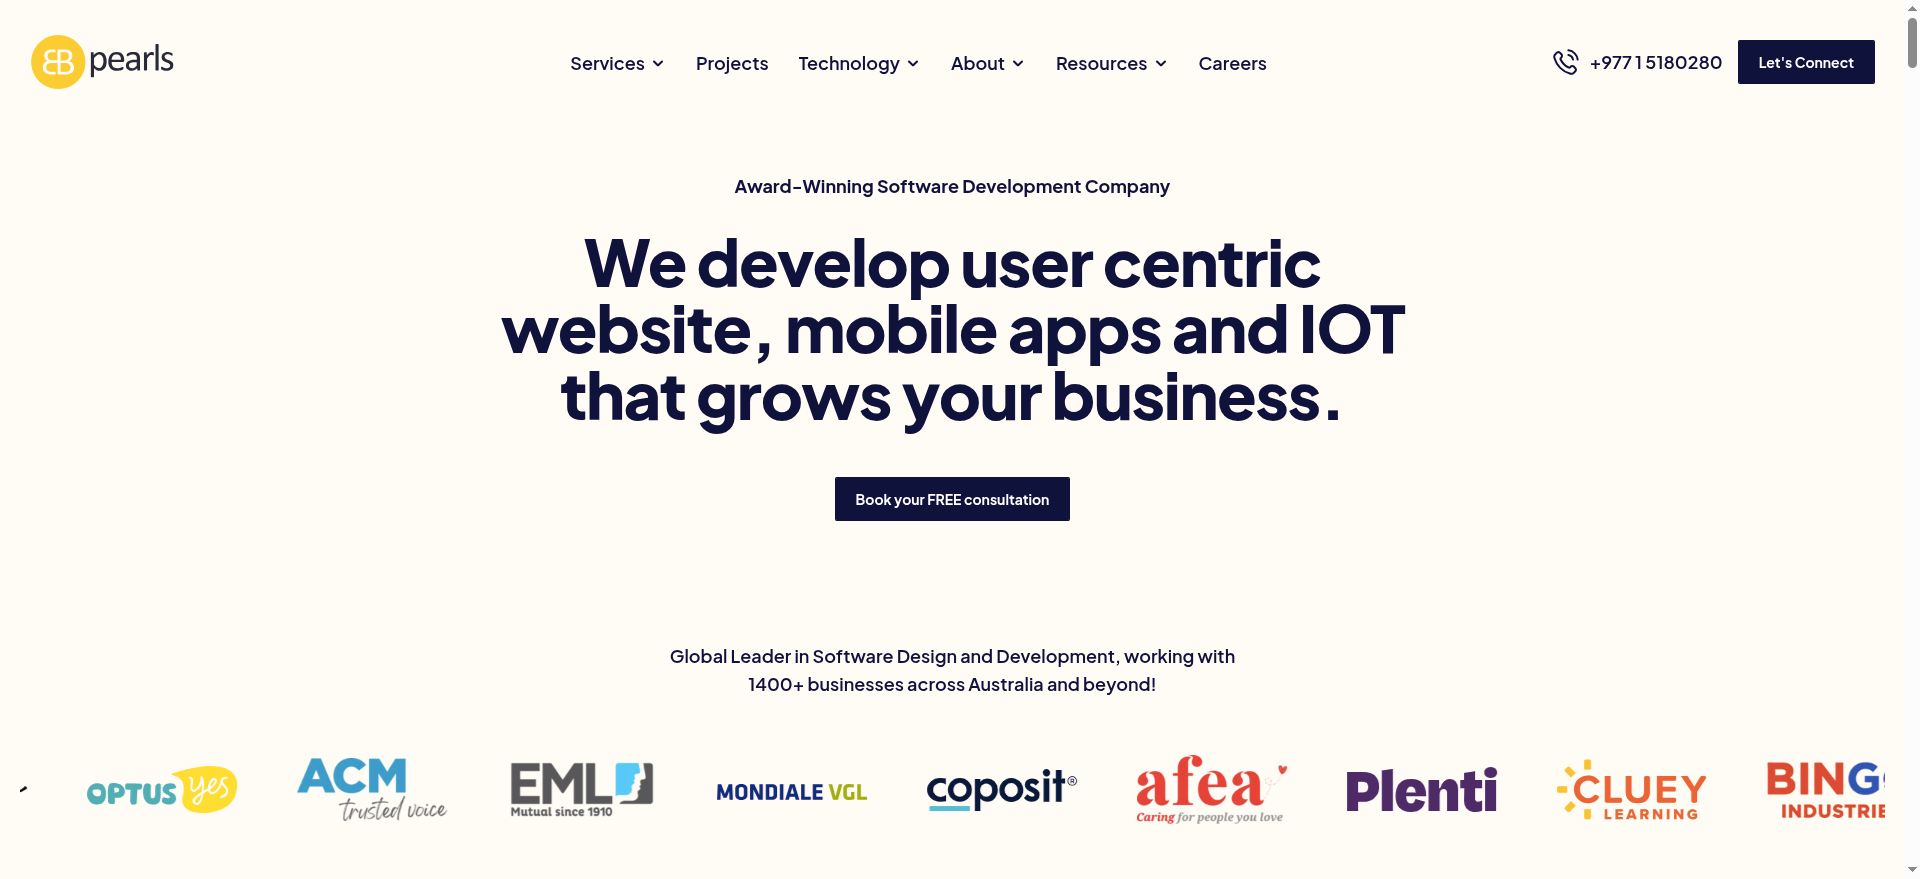 EB pearls
Services
Projects
Technology
About
Resources
Careers
+977 1 5180280
Let's Connect
Award-Winning Software Development Company
We develop user centric
website, mobile apps and IOT
that grows your business.
Book your FREE consultation
Global Leader in Software Design and Development, working with
1400+ businesses across Australia and beyond!
OPTUS yes
ACM
trusted voice
EML
Mutual since 1910
MONDIALE VGL
coposit®
afea
Caring for people you love
Plenti
CLUEY
LEARNING
BING
INDUSTRIE